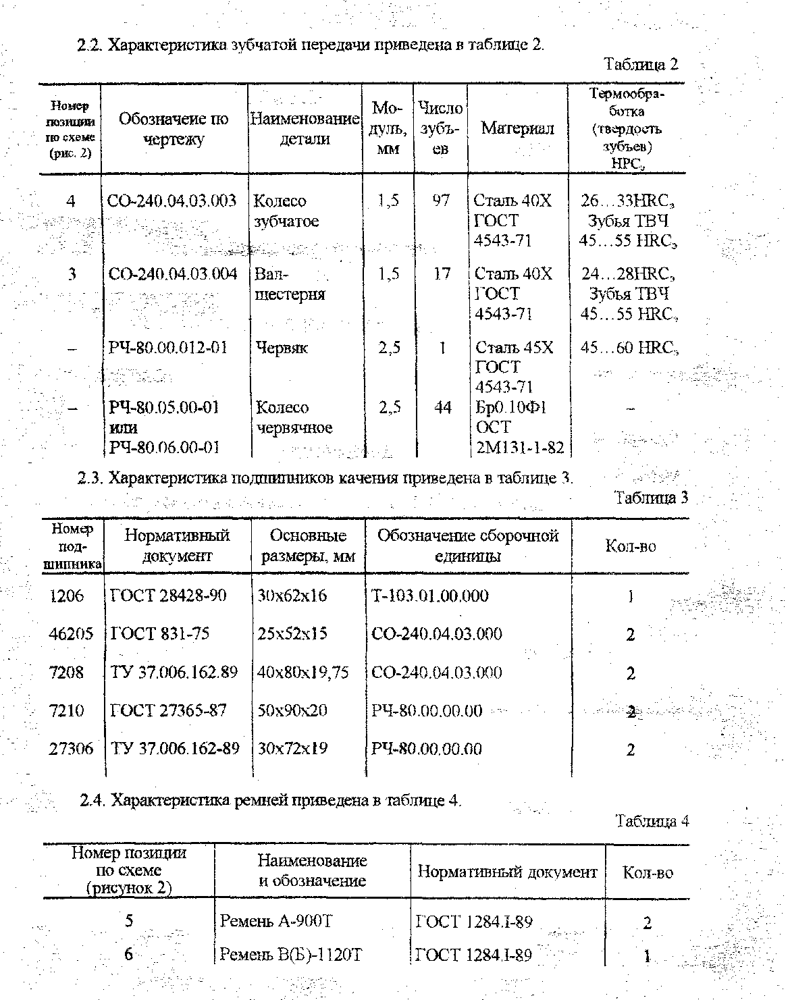 2.2. Характеристика зубчатой передачи приведена в таблице 2.
Таблица 2
Номер позиции по схеме (рис. 2) Обозначеие по чертежу Наименование детали Мо-дуль, мм Число зубъ-ев Материал Термообра-ботка (твердость зубъев) НРСэ
4 СО-240.04.03.003 Колесо 1,5 97 Сталь 40Х 26...33HRCэ
зубчатое ГОСТ Зубья ТВЧ
4543-71 45...55 HRCэ
3 СО-240.04.03.004 Вал- 1,5 17 Сталь 40Х 24...28HRCэ
шестерня ГОСТ Зубья ТВЧ
4543-71 45...55 HRCэ
– РЧ-80.00.012-01 Червяк 2,5 1 Сталь 45Х 45...60 HRCэ
ГОСТ
4543-71
– РЧ-80.05.00-01 Колесо 2,5 44 Бр0.10Ф1 –
или червячное ОСТ
РЧ-80.06.00-01 2М131-1-82
2.3. Характеристика подшипников качения приведена в таблице 3.
Таблица 3
Номер под-шипника Нормативный документ Основные размеры, мм Обозначение сборочной единицы Кол-во
1206 ГОСТ 28428-90 30х62х16 Т-103.01.00.000 1
46205 ГОСТ 831-75 25х52х15 СО-240.04.03.000 2
7208 ТУ 37.006.162.89 40х80х19,75 СО-240.04.03.000 2
7210 ГОСТ 27365-87 50х90х20 РЧ-80.00.00.00 2
27306 ТУ 37.006.162-89 30х72х19 РЧ-80.00.00.00 2
2.4. Характеристика ремней приведена в таблице 4.
Таблица 4
Номер позиции по схеме (рисунок 2) Наименование и обозначение Нормативный документ Кол-во
5 Ремень А-900Т ГОСТ 1284.I-89 2
6 Ремень В(Б)-1120Т ГОСТ 1284.I-89 1